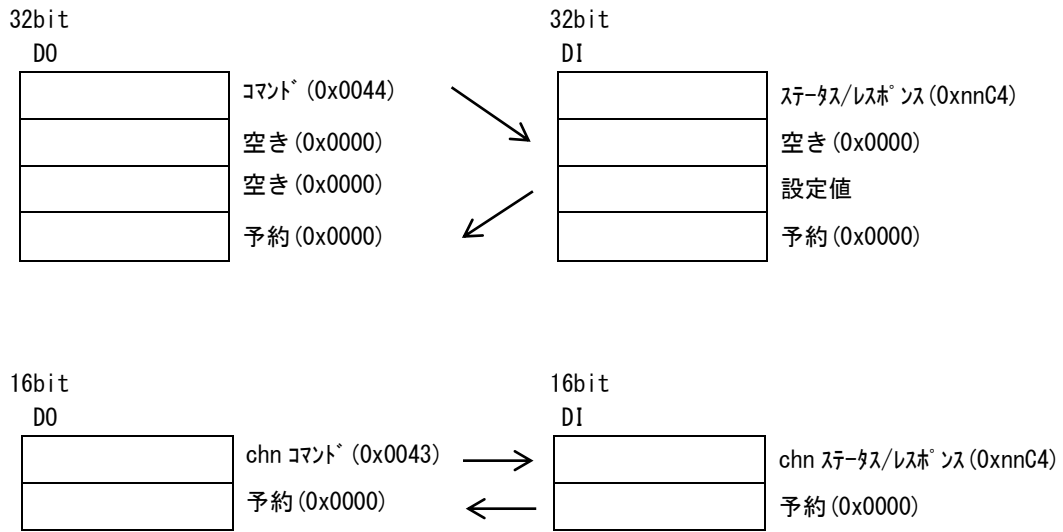 32bit
DO
コマンド(0x0044)
空き(0x0000)
空き(0x0000)
予約(0x0000)
32bit
DI
ステータス/レスポンス(0xnnC4)
空き(0x0000)
設定値
予約(0x0000)
16bit
DO
chn コマンド(0x0043)
予約(0x0000)
16bit
DI
chn ステータス/レスポンス(0xnnC4)
予約(0x0000)